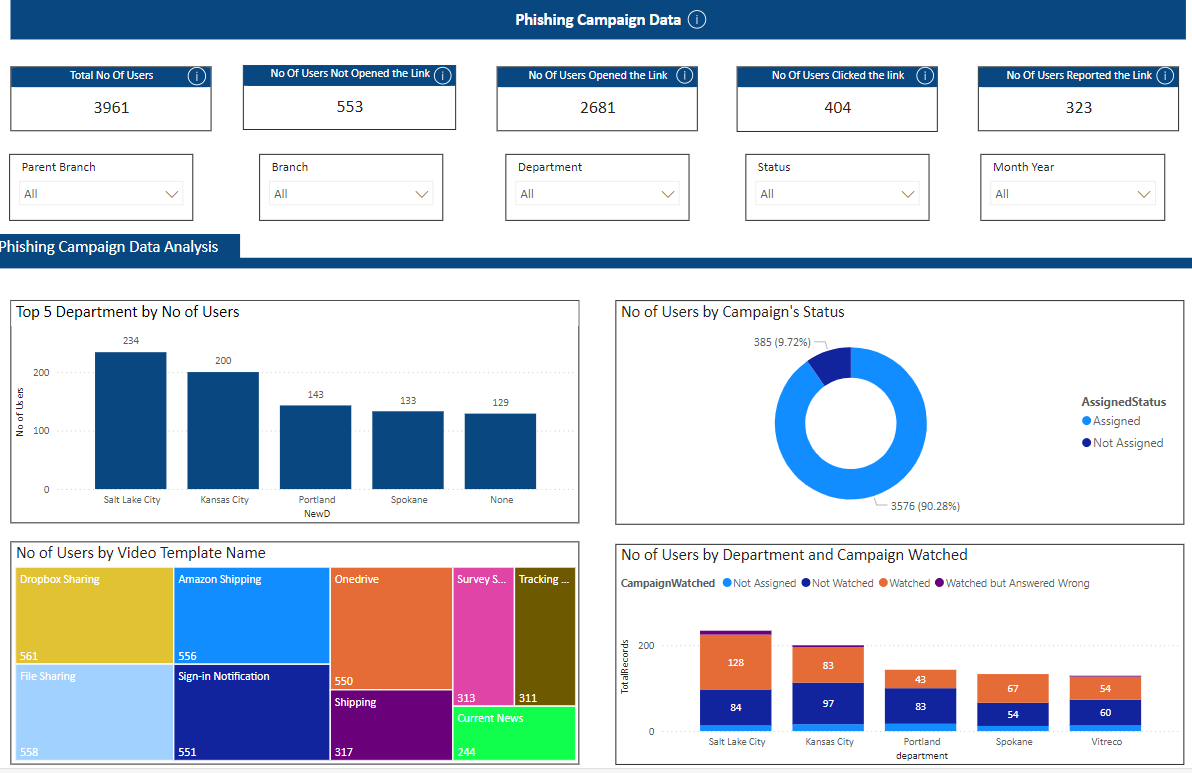 Phishing Campaign Data
Total No Of Users
3961
No Of Users Not Opened the Link
553
No Of Users Opened the Link
2681
No Of Users Clicked the link
404
No Of Users Reported the Link
323
Parent Branch
All
Branch
All
Department
All
Status
All
Month Year
All
Phishing Campaign Data Analysis
Top 5 Department by No of Users
No of Users
200
100
0
234
200
143
133
129
Salt Lake City
Kansas City
Portland
Spokane
None
NewD
No of Users by Campaign's Status
385 (9.72%)
3576 (90.28%)
AssignedStatus
Assigned
Not Assigned
No of Users by Video Template Name
Dropbox Sharing
561
File Sharing
558
Amazon Shipping
556
Sign-in Notification
551
Onedrive
550
Shipping
317
Survey S...
313
Tracking ...
311
Current News
244
No of Users by Department and Campaign Watched
CampaignWatched Not Assigned Not Watched Watched Watched but Answered Wrong
TotalRecords
200
0
128
84
83
97
43
83
67
54
54
60
Salt Lake City
Kansas City
Portland
Spokane
Vitreco
department